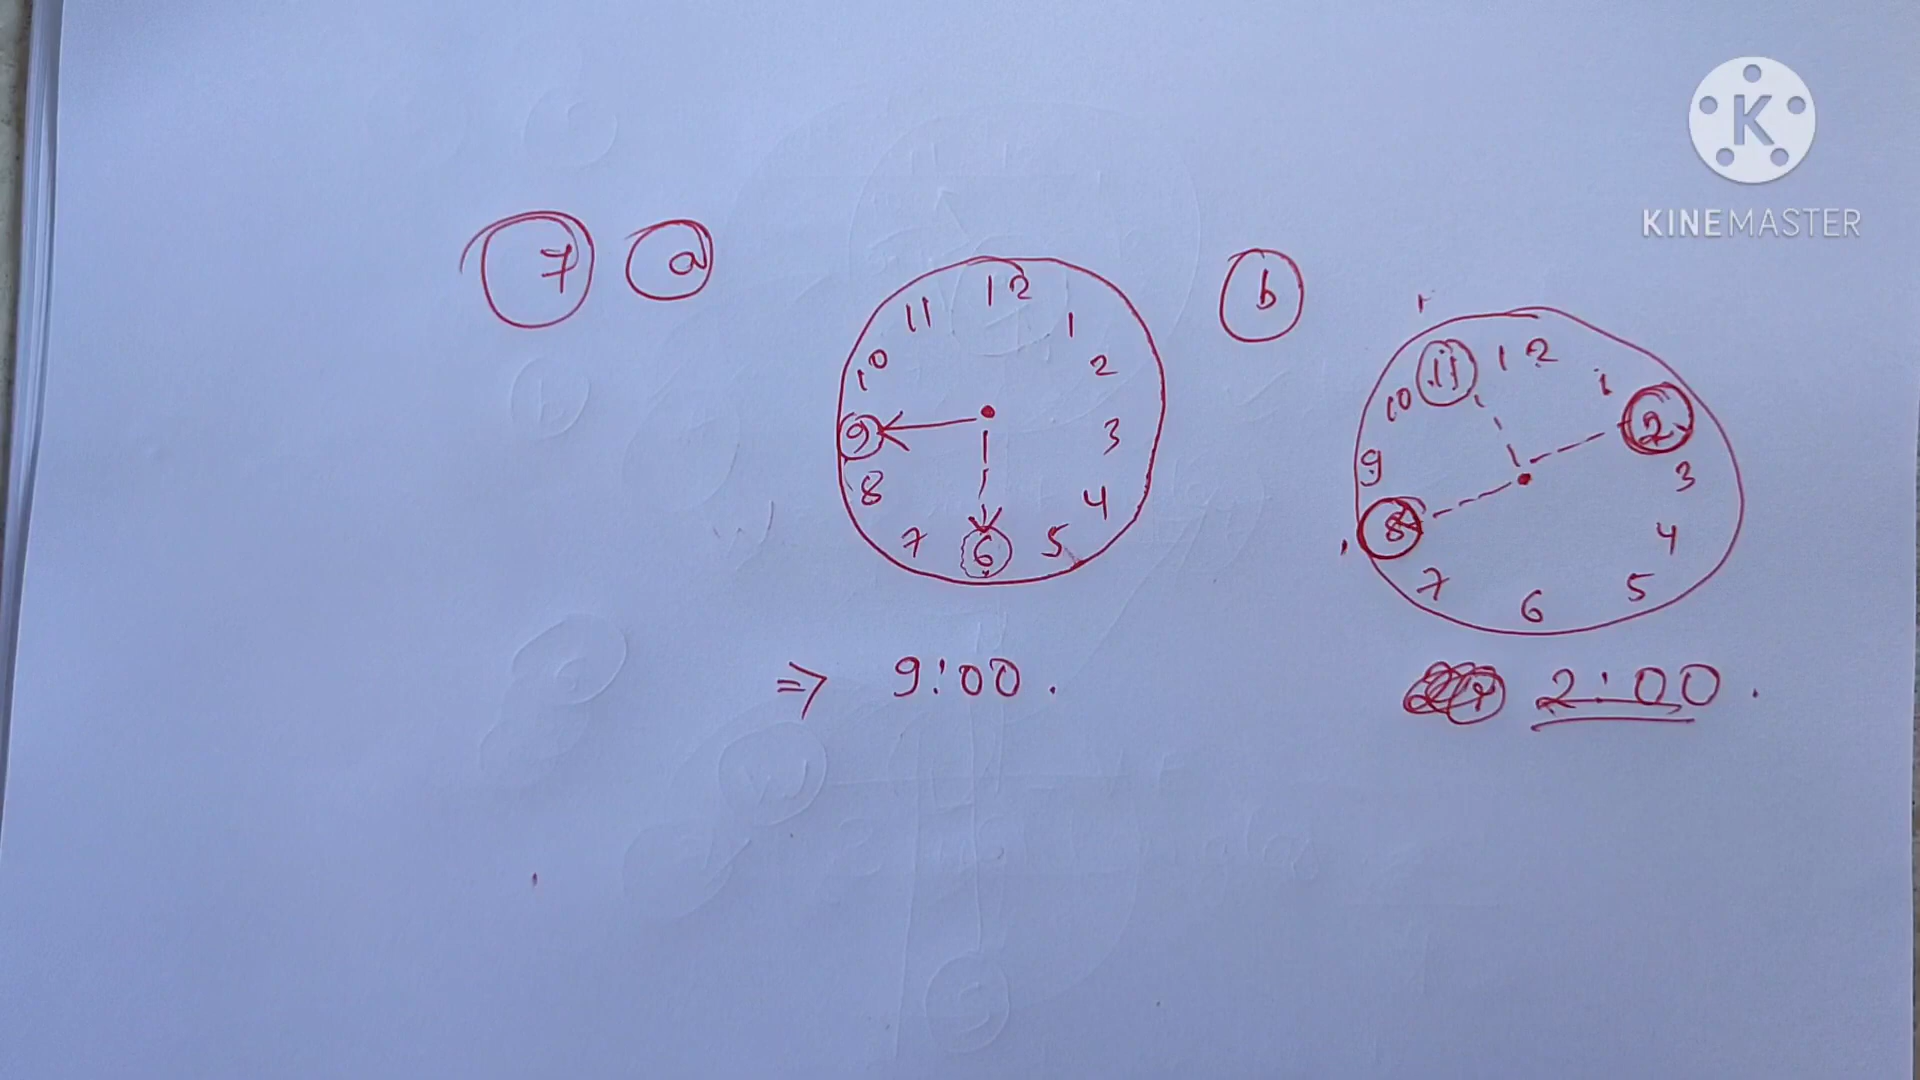 K
KINEMASTER
7 a
12
11 1
10 2
9 3
8 4
7 6 5
⇒ 9:00.
b
11 12 1
10 2
9 3
8 4
7 6 5
2:00.